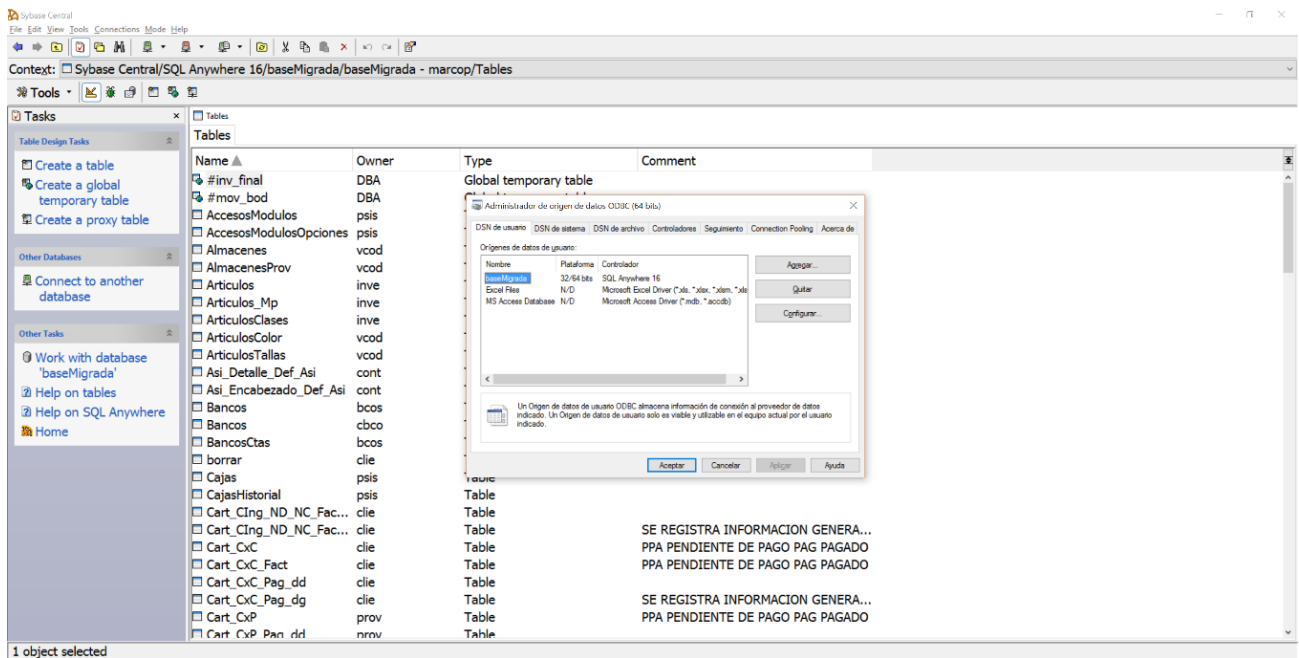 Sybase Central
File Edit View Tools Connections Mode Help
Context: Sybase Central/SQL Anywhere 16/baseMigrada/baseMigrada - marcop/Tables
Tools
Tasks
Table Design Tasks
Create a table
Create a global
temporary table
Create a proxy table
Other Databases
Connect to another
database
Other Tasks
Work with database
'baseMigrada'
Help on tables
Help on SQL Anywhere
Home
Tables
Tables
Name Owner Type Comment
#inv_final DBA Global temporary table
#mov_bod DBA
AccesosModulos psis
AccesosModulosOpciones psis
Almacenes vcod
AlmacenesProv vcod
Articulos inve
Articulos_Mp inve
ArticulosClases inve
ArticulosColor vcod
ArticulosTallas vcod
Asi_Detalle_Def_Asi cont
Asi_Encabezado_Def_Asi cont
Bancos bcos
Bancos cbco
BancosCtas bcos
borrar clie
Cajas psis Table
CajasHistorial psis Table
Cart_CIng_ND_NC_Fac... clie Table
Cart_CIng_ND_NC_Fac... clie Table SE REGISTRA INFORMACION GENERA...
Cart_CxC clie Table PPA PENDIENTE DE PAGO PAG PAGADO
Cart_CxC_Fact clie Table PPA PENDIENTE DE PAGO PAG PAGADO
Cart_CxC_Pag_dd clie Table
Cart_CxC_Pag_dg clie Table SE REGISTRA INFORMACION GENERA...
Cart_CxP prov Table PPA PENDIENTE DE PAGO PAG PAGADO
Cart_CxP_Pag_dd prov Table
Administrador de origen de datos ODBC (64 bits)
DSN de usuario DSN de sistema DSN de archivo Controladores Seguimiento Connection Pooling Acerca de
Orígenes de datos de usuario:
Nombre Plataforma Controlador
baseMigrada 32/64 bits SQL Anywhere 16
Excel Files N/D Microsoft Excel Driver (*.xls, *.xlsx, *.xlsm, *.xls
MS Access Database N/D Microsoft Access Driver (*.mdb, *.accdb)
Agregar...
Quitar
Configurar...
Un Origen de datos de usuario ODBC almacena información de conexión al proveedor de datos
indicado. Un Origen de datos de usuario solo es visible y utilizable en el equipo actual por el usuario
indicado.
Aceptar Cancelar Aplicar Ayuda
1 object selected